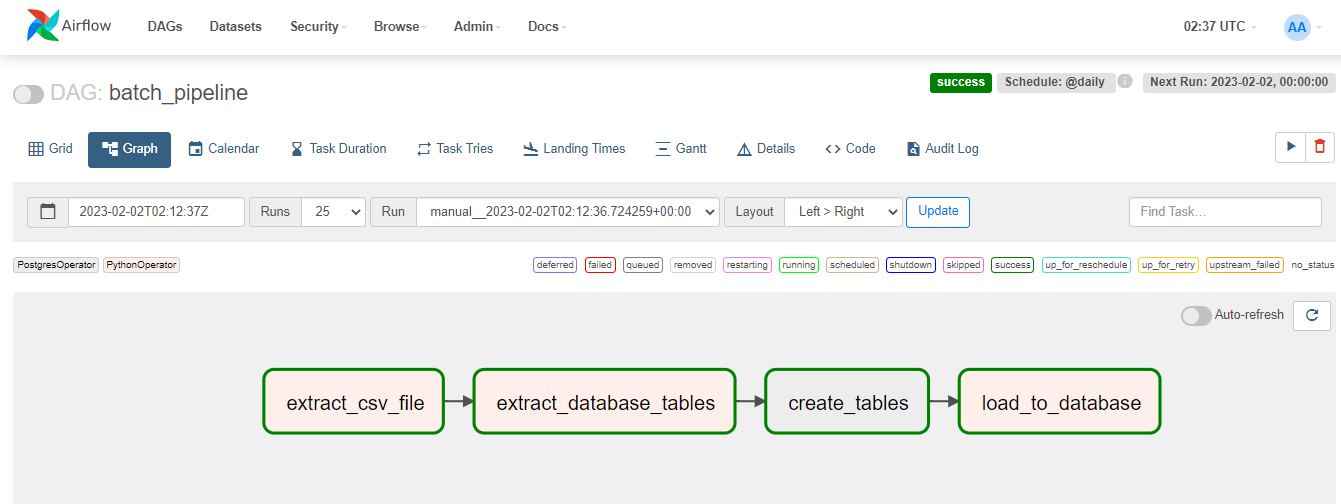 Airflow DAGs Datasets Security Browse Admin Docs 02:37 UTC AA
DAG: batch_pipeline success Schedule: @daily i Next Run: 2023-02-02, 00:00:00
Grid Graph Calendar Task Duration Task Tries Landing Times Gantt Details Code Audit Log
2023-02-02T02:12:37Z Runs 25 Run manual__2023-02-02T02:12:36.724259+00:00 Layout Left > Right Update Find Task...
PostgresOperator PythonOperator deferred failed queued removed restarting running scheduled shutdown skipped success up_for_reschedule up_for_retry upstream_failed no_status
Auto-refresh
extract_csv_file extract_database_tables create_tables load_to_database